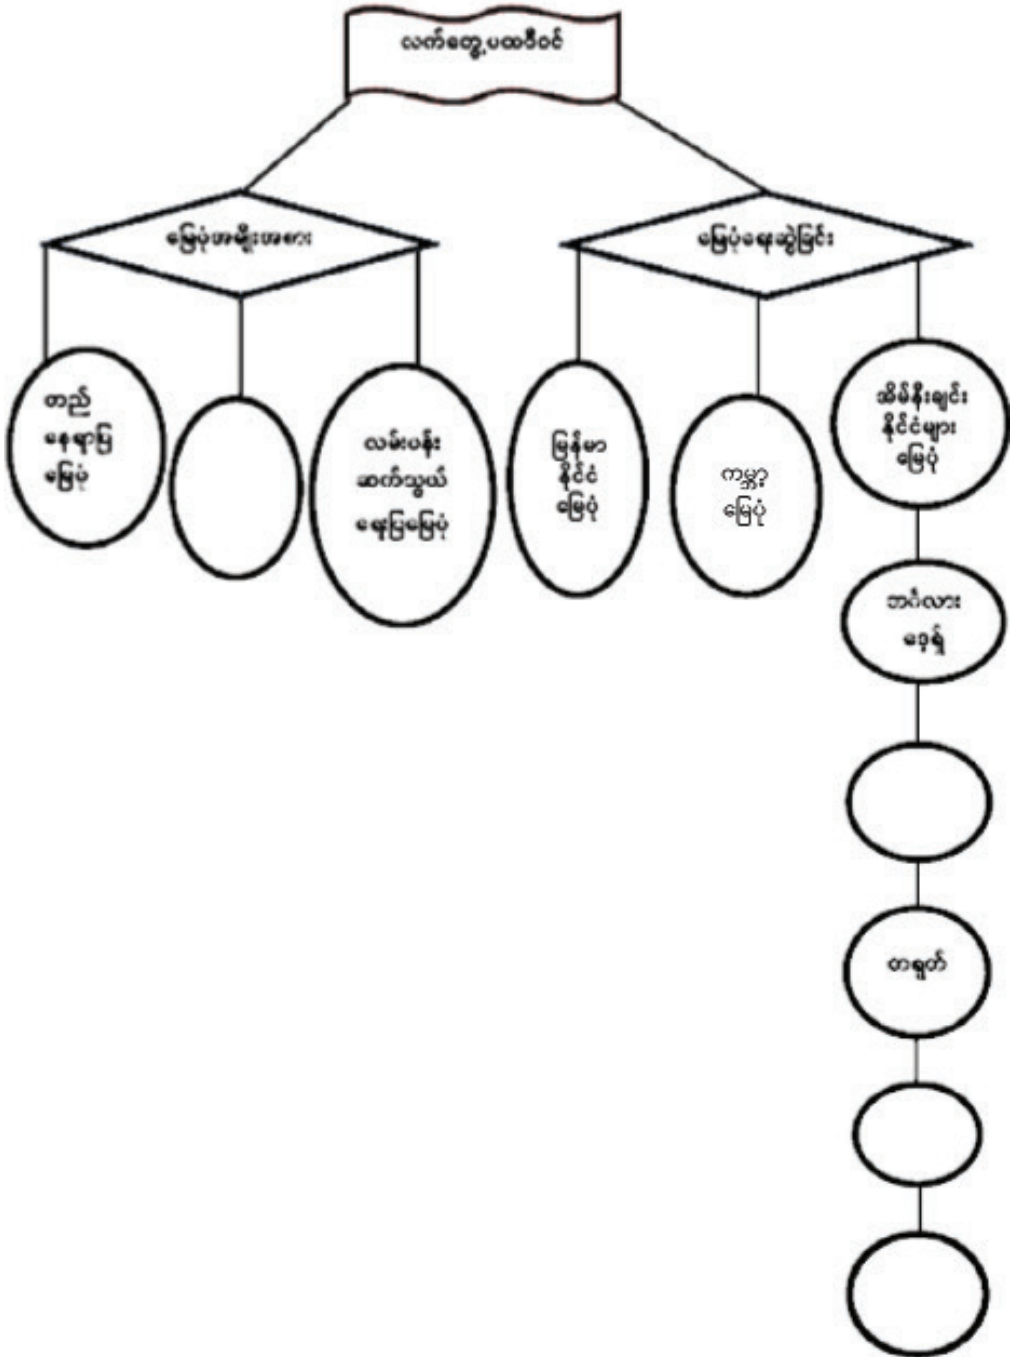 လက်တွေ့ပထဝီဝင်
မြေပုံအမျိုးအစား
မြေပုံရေးဆွဲခြင်း
တည်
နေရာပြ
မြေပုံ
လမ်းပန်း
ဆက်သွယ်
ရေးပြမြေပုံ
မြန်မာ
နိုင်ငံ
မြေပုံ
ကမ္ဘာ့
မြေပုံ
အိမ်နီးချင်း
နိုင်ငံများ
မြေပုံ
ဘင်္ဂလား
ဒေ့ရှ်
တရုတ်